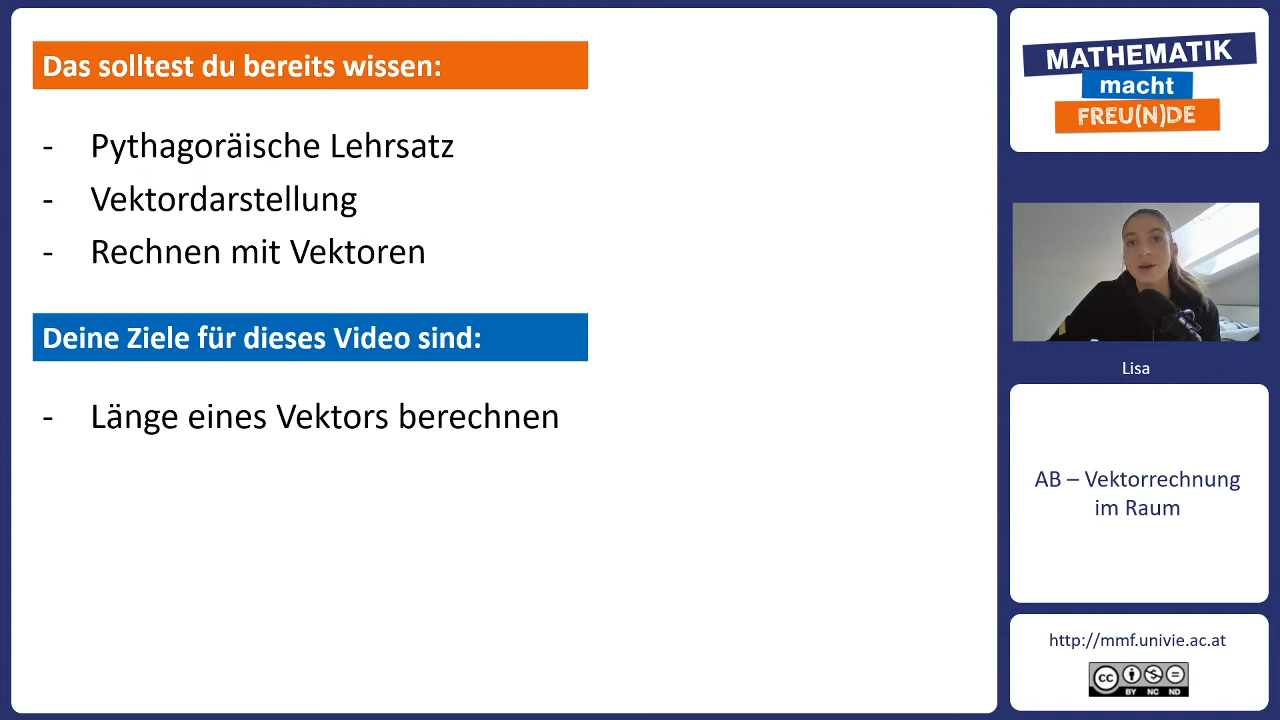 Das solltest du bereits wissen:
- Pythagoräische Lehrsatz
- Vektordarstellung
- Rechnen mit Vektoren
Deine Ziele für dieses Video sind:
- Länge eines Vektors berechnen
MATHEMATIK
macht
FREU(N)DE
Lisa
AB – Vektorrechnung
im Raum
http://mmf.univie.ac.at
cc
BY NC ND